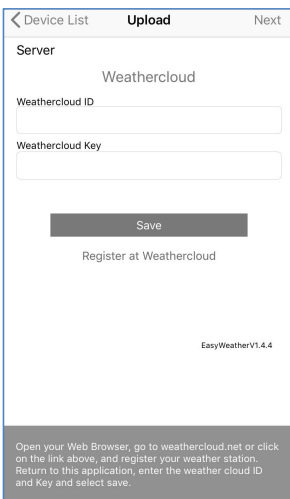 Device List Upload Next
Server
Weathercloud
Weathercloud ID
Weathercloud Key
Save
Register at Weathercloud
EasyWeatherV1.4.4
Open your Web Browser, go to weathercloud.net or click
on the link above, and register your weather station.
Return to this application, enter the weather cloud ID
and Key and select save.